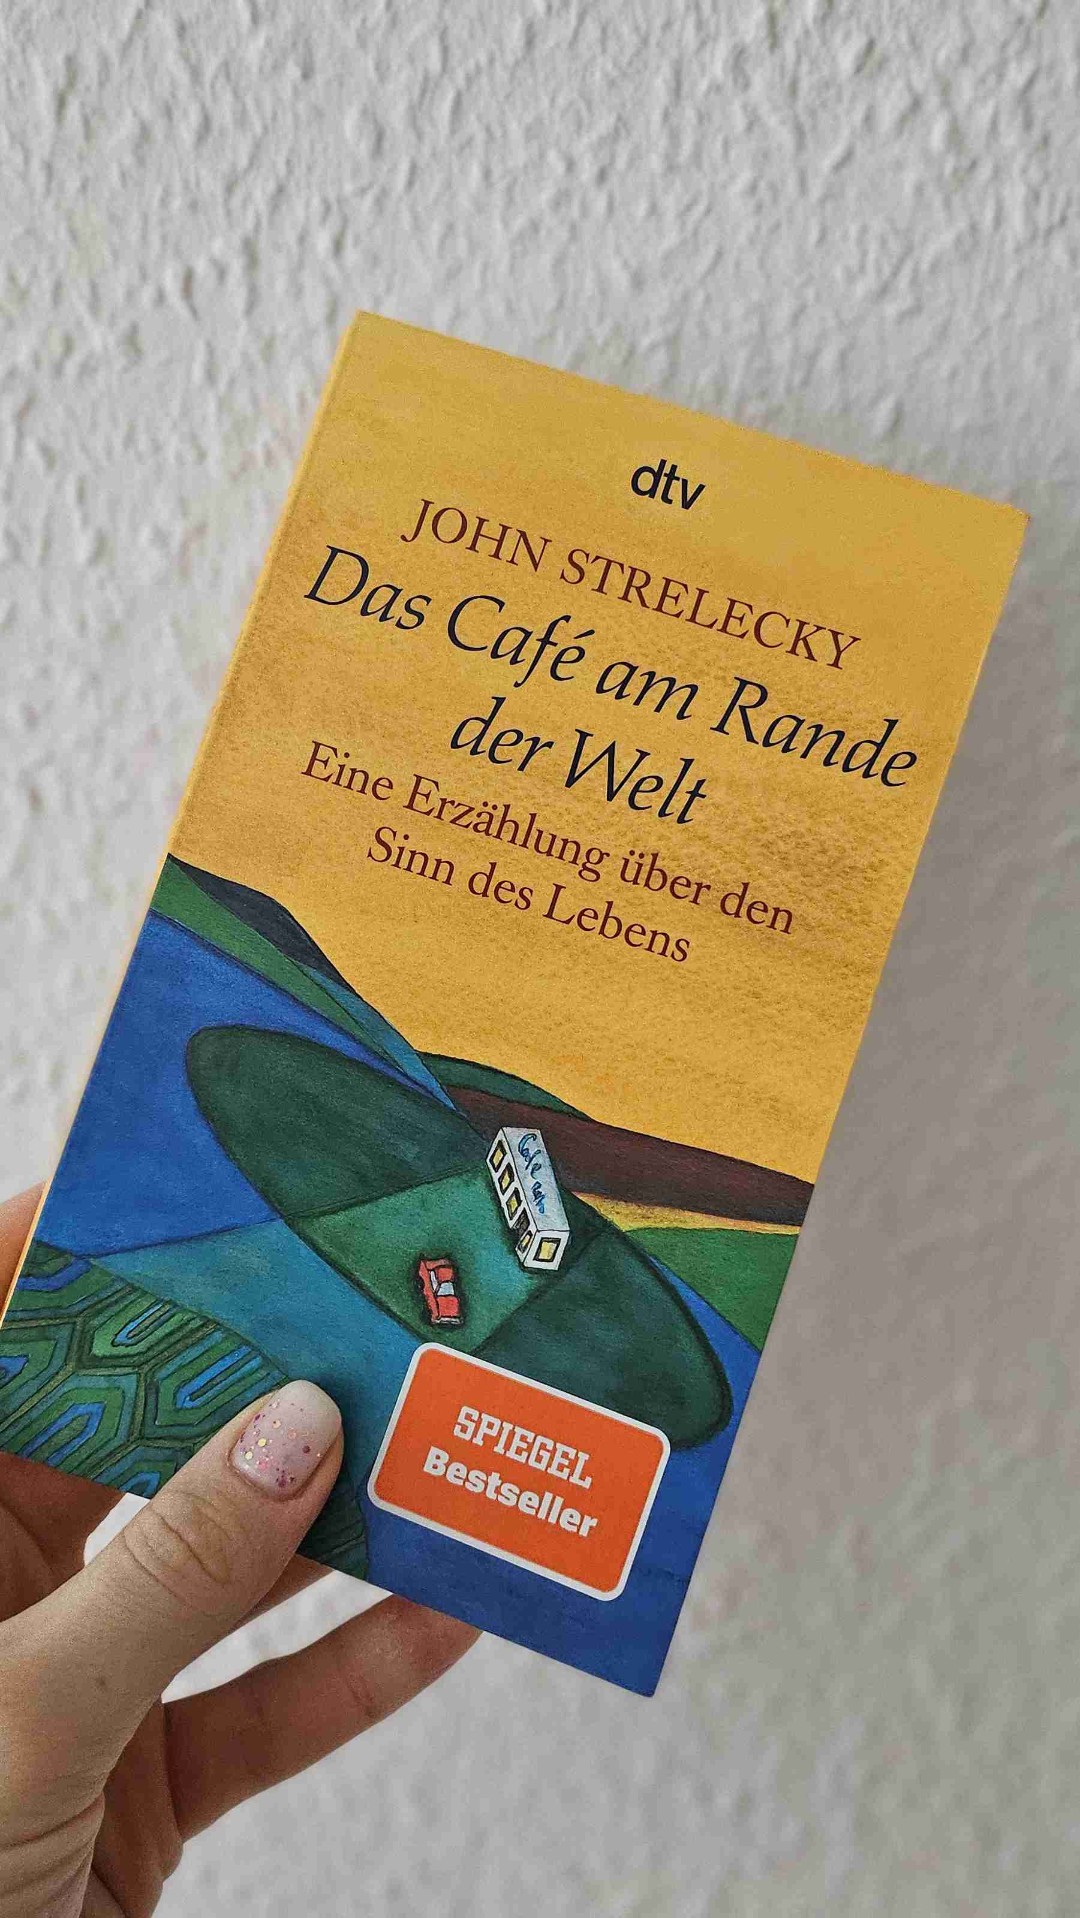 dtv
JOHN STRELECKY
Das Café am Rande
der Welt
Eine Erzählung über den
Sinn des Lebens
SPIEGEL
Bestseller